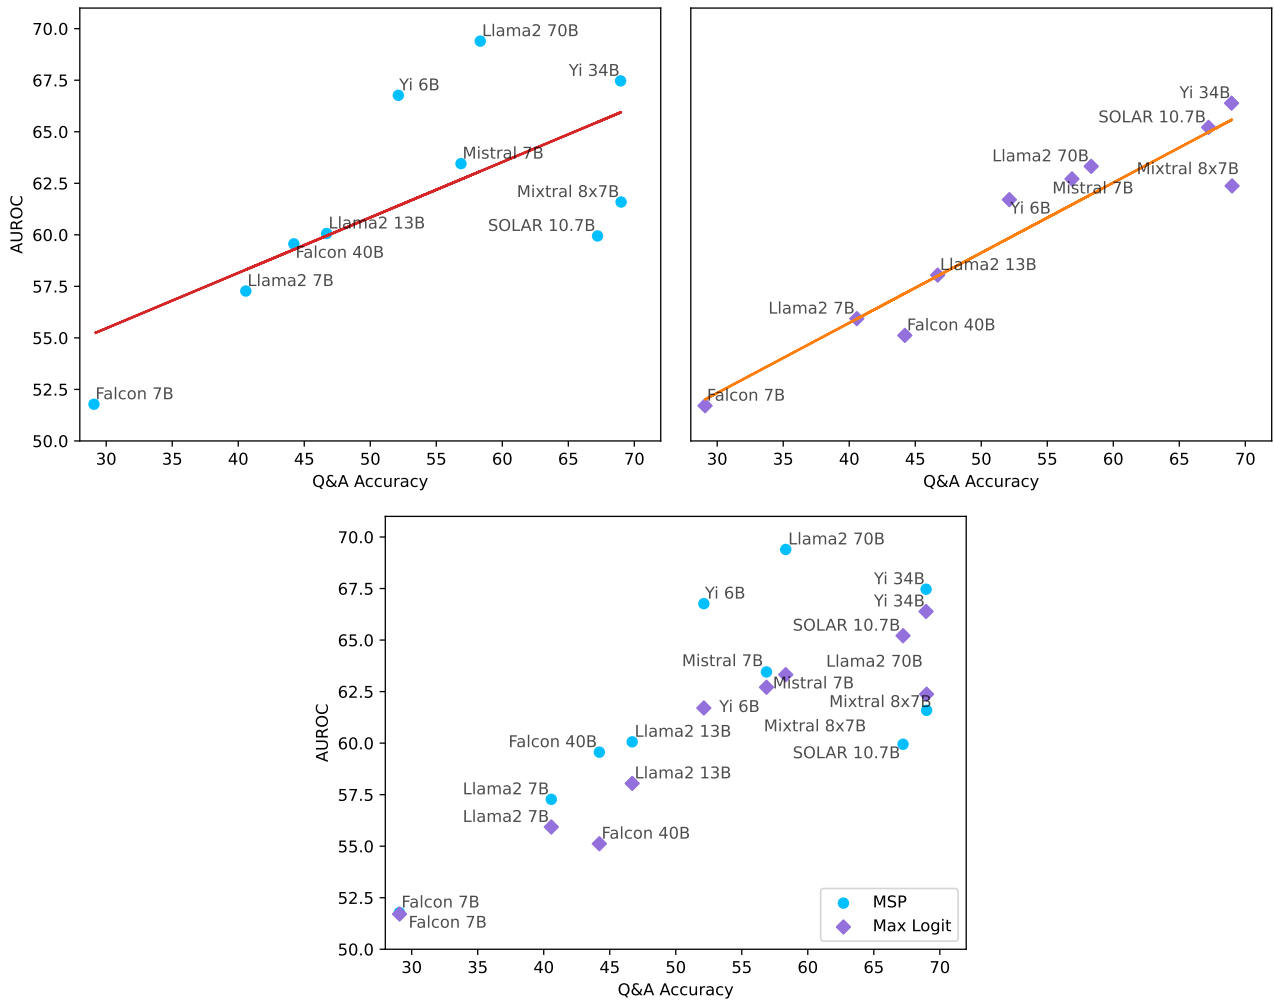 70.0
67.5
65.0
62.5
60.0
57.5
55.0
52.5
50.0
AUROC
Llama2 70B
Yi 34B
Yi 6B
Mistral 7B
Mixtral 8x7B
Llama2 13B
SOLAR 10.7B
Falcon 40B
Llama2 7B
Falcon 7B
30 35 40 45 50 55 60 65 70
Q&A Accuracy
Yi 34B
SOLAR 10.7B
Llama2 70B
Mixtral 8x7B
Mistral 7B
Yi 6B
Llama2 13B
Llama2 7B
Falcon 40B
Falcon 7B
30 35 40 45 50 55 60 65 70
Q&A Accuracy
70.0
67.5
65.0
62.5
60.0
57.5
55.0
52.5
50.0
AUROC
Llama2 70B
Yi 34B
Yi 6B
Yi 34B
SOLAR 10.7B
Mistral 7B
Llama2 70B
Mistral 7B
Mixtral 8x7B
Yi 6B
Mixtral 8x7B
Llama2 13B
Falcon 40B
SOLAR 10.7B
Llama2 13B
Llama2 7B
Llama2 7B
Falcon 40B
Falcon 7B
Falcon 7B
MSP
Max Logit
30 35 40 45 50 55 60 65 70
Q&A Accuracy